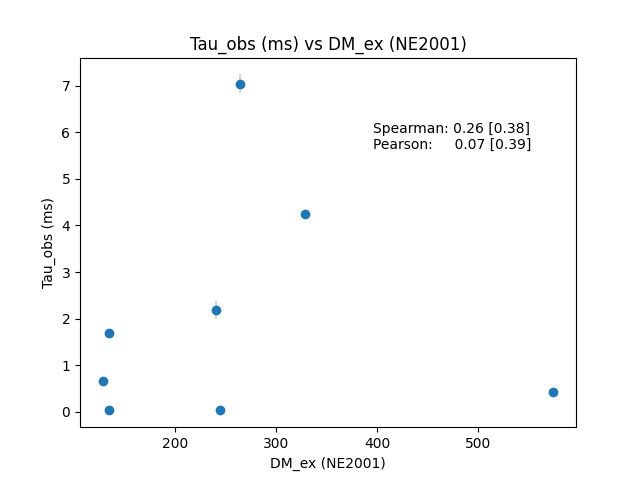 Tau_obs (ms) vs DM_ex (NE2001)
7
6
5
4
3
2
1
0
Tau_obs (ms)
Spearman: 0.26 [0.38]
Pearson: 0.07 [0.39]
200
300
400
500
DM_ex (NE2001)